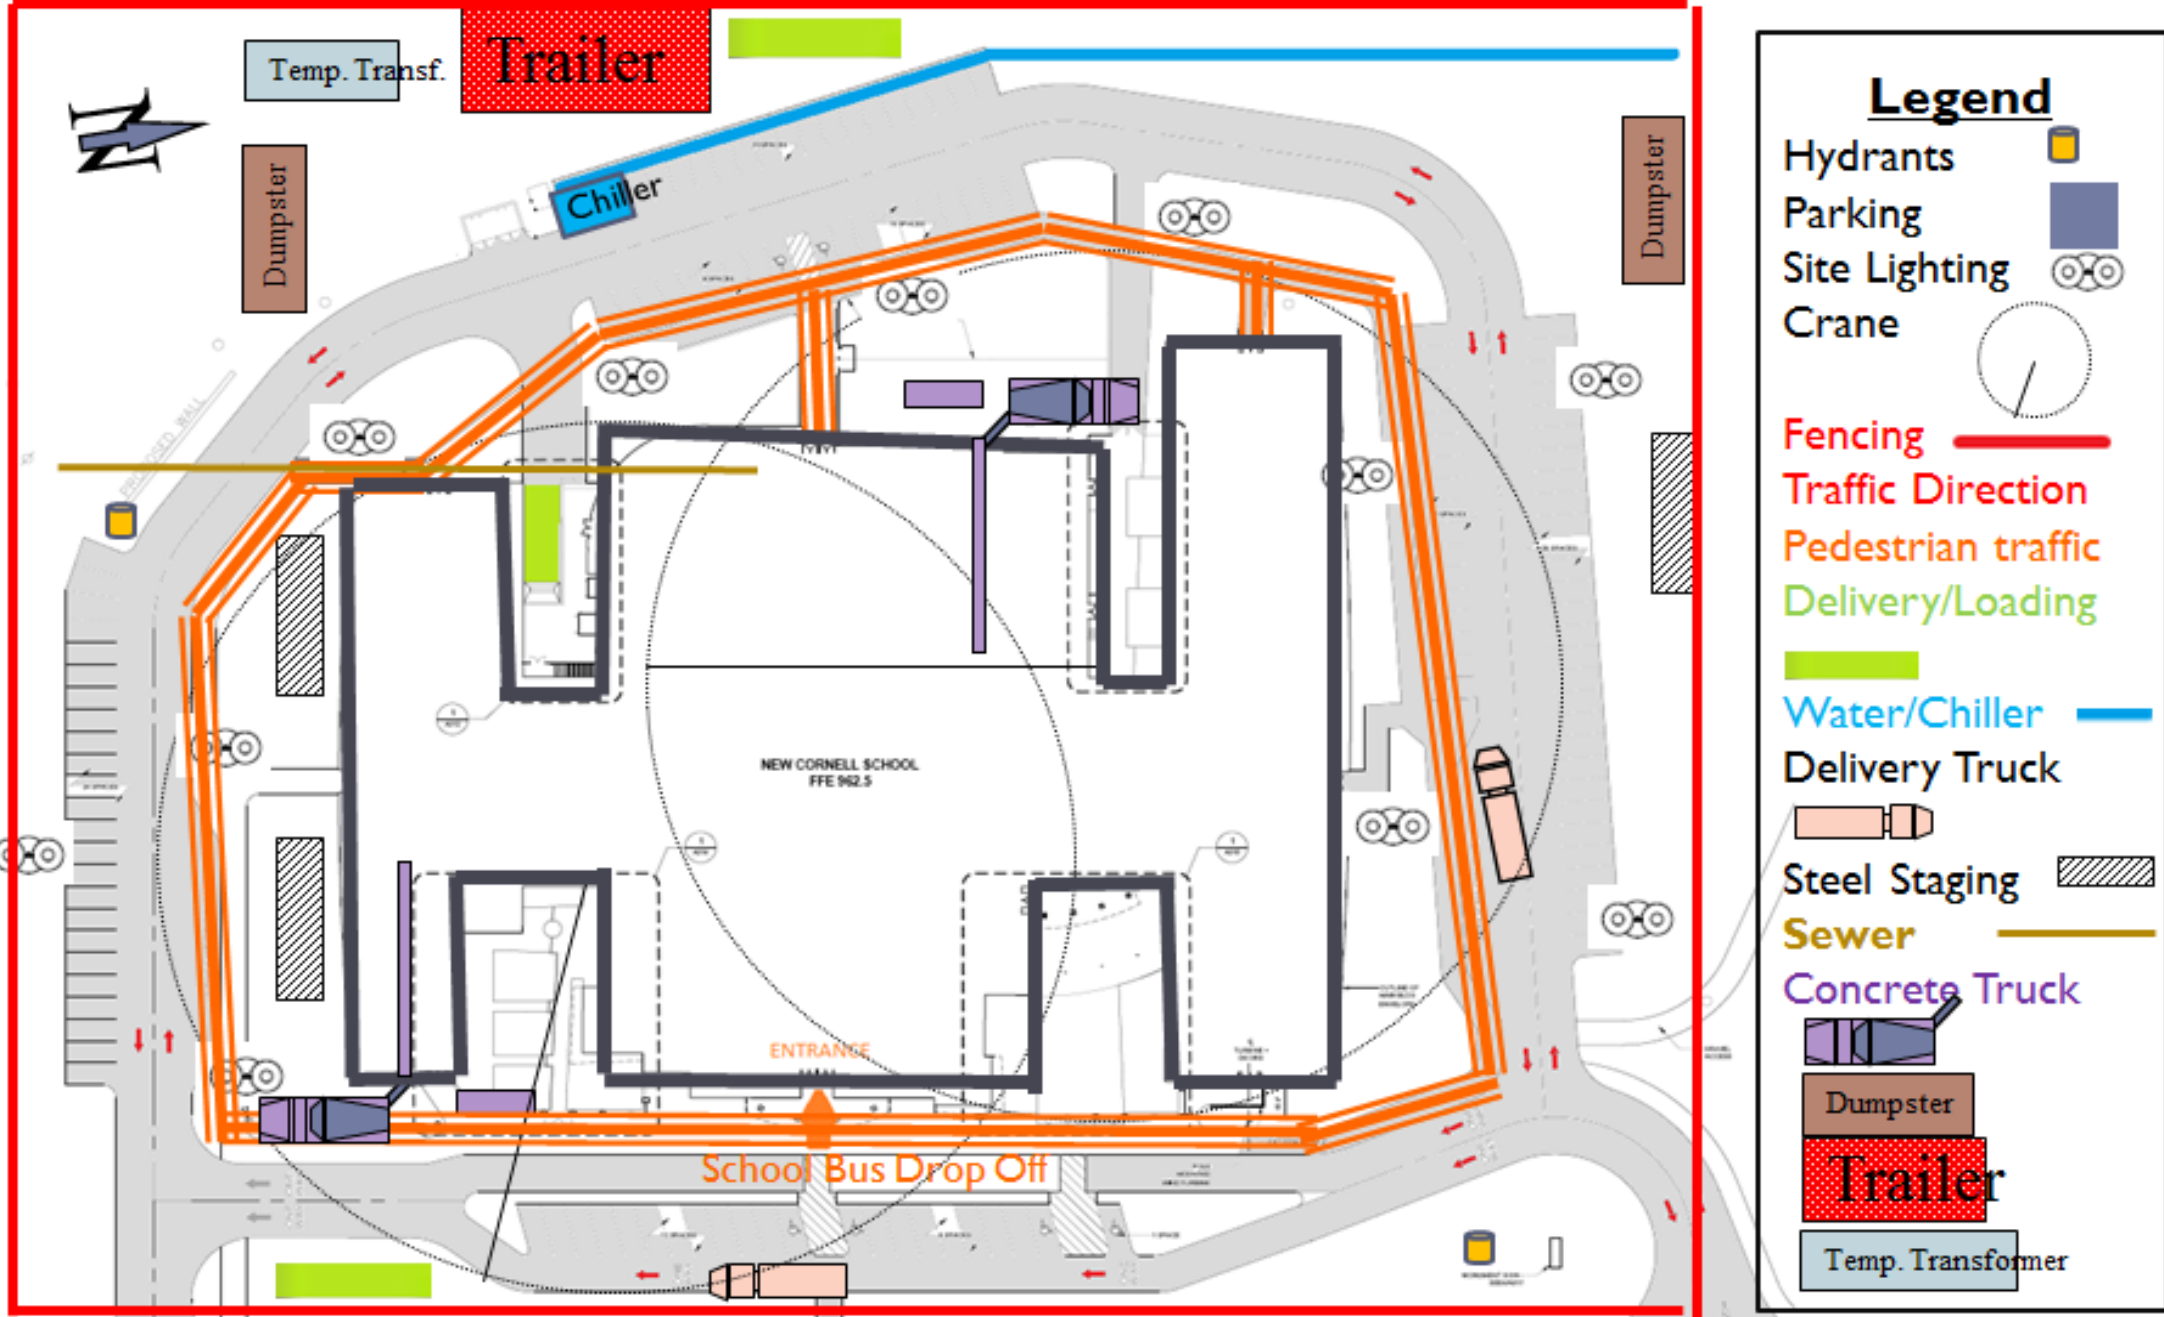 Temp. Transf.
Trailer
N
Dumpster
Chiller
Dumpster
PROPOSED WALL
NEW CORNELL SCHOOL
FFE 962.5
ENTRANCE
School Bus Drop Off
Legend
Hydrants
Parking
Site Lighting
Crane
Fencing
Traffic Direction
Pedestrian traffic
Delivery/Loading
Water/Chiller
Delivery Truck
Steel Staging
Sewer
Concrete Truck
Dumpster
Trailer
Temp. Transformer